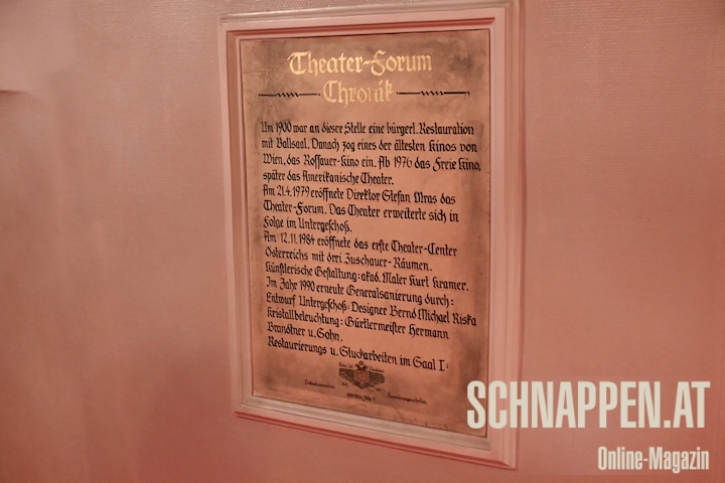 Theater-Forum
Chronik
Um 1900 war an dieser Stelle eine bürgerl. Restauration
mit Ballsaal. Danach zog eines der ältesten Kinos von
Wien, das Roßauer-Kino ein. Ab 1976 das Freie Kino,
später das Amerikanische Theater.
Am 21.4.1979 eröffnete Direktor Stefan Mras das
Theater-Forum. Das Theater erweiterte sich in
Folge im Untergeschoß.
Am 12.11.1984 eröffnete das erste Theater-Center
Österreichs mit drei Zuschauer-Räumen.
Künstlerische Gestaltung: akad. Maler Kurt Kramer.
Im Jahr 1990 erneute Generalsanierung durch:
Entwurf Untergeschoß: Designer Bernd Michael Riska
Kristallbeleuchtung: Gürtlermeister Hermann
Brandtner u. Sohn.
Restaurierungs u. Stuckarbeiten im Saal I:
SCHNAPPEN.AT
Online-Magazin